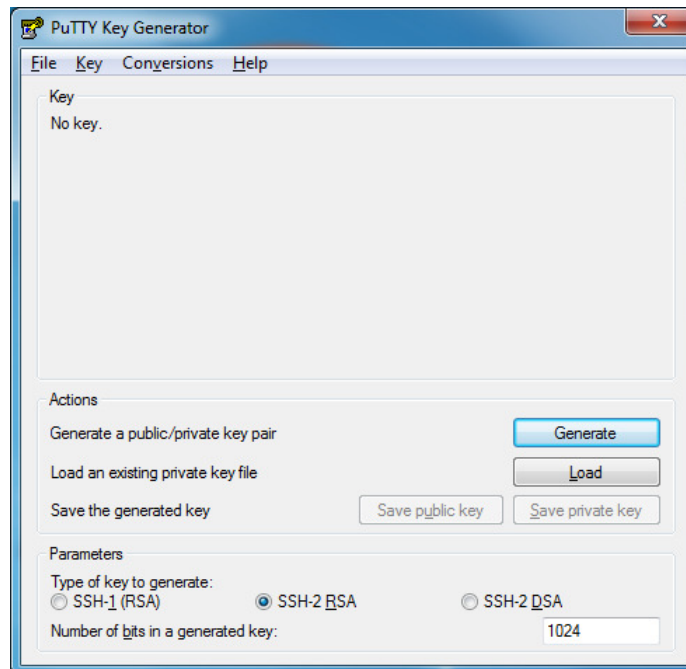 PuTTY Key Generator
x
File Key Conversions Help
Key
No key.
Actions
Generate a public/private key pair Generate
Load an existing private key file Load
Save the generated key Save public key Save private key
Parameters
Type of key to generate:
SSH-1 (RSA) SSH-2 RSA SSH-2 DSA
Number of bits in a generated key: 1024